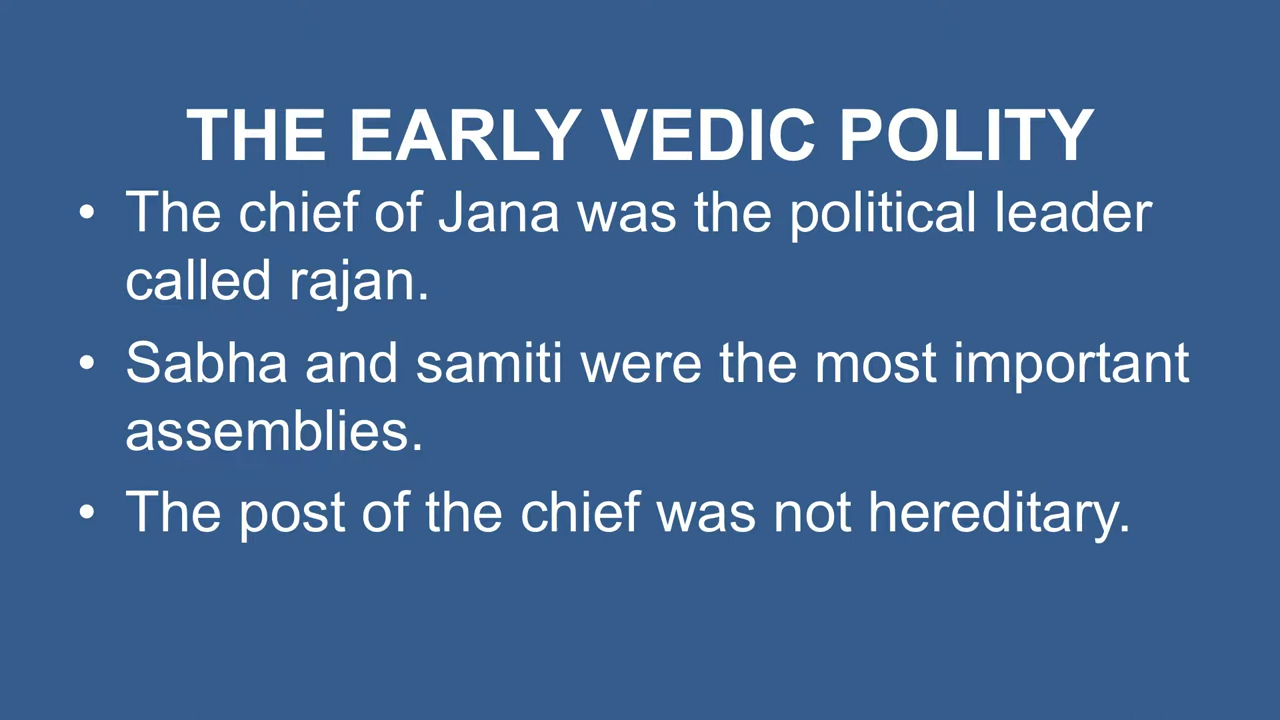 THE EARLY VEDIC POLITY
• The chief of Jana was the political leader
called rajan.
• Sabha and samiti were the most important
assemblies.
• The post of the chief was not hereditary.